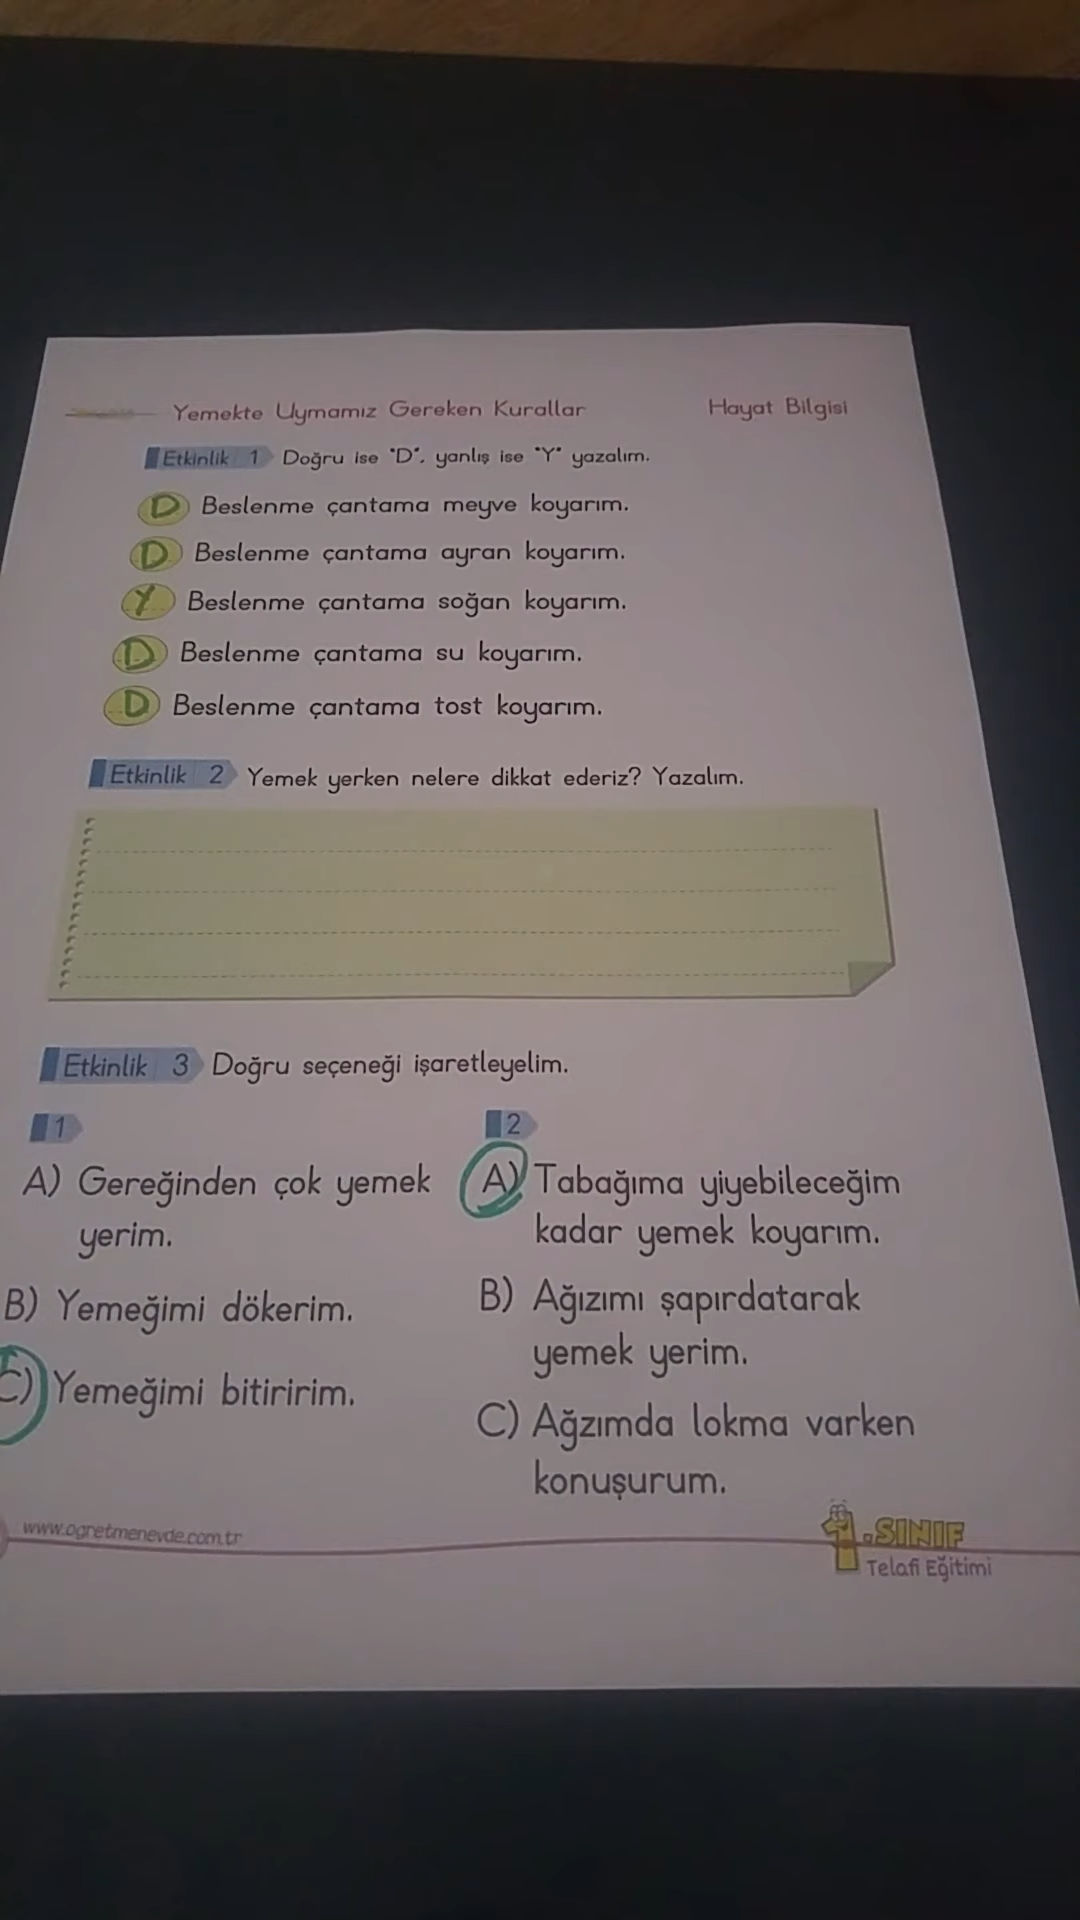 Yemekte Uymamız Gereken Kurallar
Hayat Bilgisi
Etkinlik 1 Doğru ise "D", yanlış ise "Y" yazalım.
D Beslenme çantama meyve koyarım.
D Beslenme çantama ayran koyarım.
Y Beslenme çantama soğan koyarım.
D Beslenme çantama su koyarım.
D Beslenme çantama tost koyarım.
Etkinlik 2 Yemek yerken nelere dikkat ederiz? Yazalım.
Etkinlik 3 Doğru seçeneği işaretleyelim.
1
A) Gereğinden çok yemek
yerim.
B) Yemeğimi dökerim.
C) Yemeğimi bitiririm.
2
A) Tabağıma yiyebileceğim
kadar yemek koyarım.
B) Ağızımı şapırdatarak
yemek yerim.
C) Ağzımda lokma varken
konuşurum.
www.ogretmenevde.com.tr
1.SINIF
Telafi Eğitimi